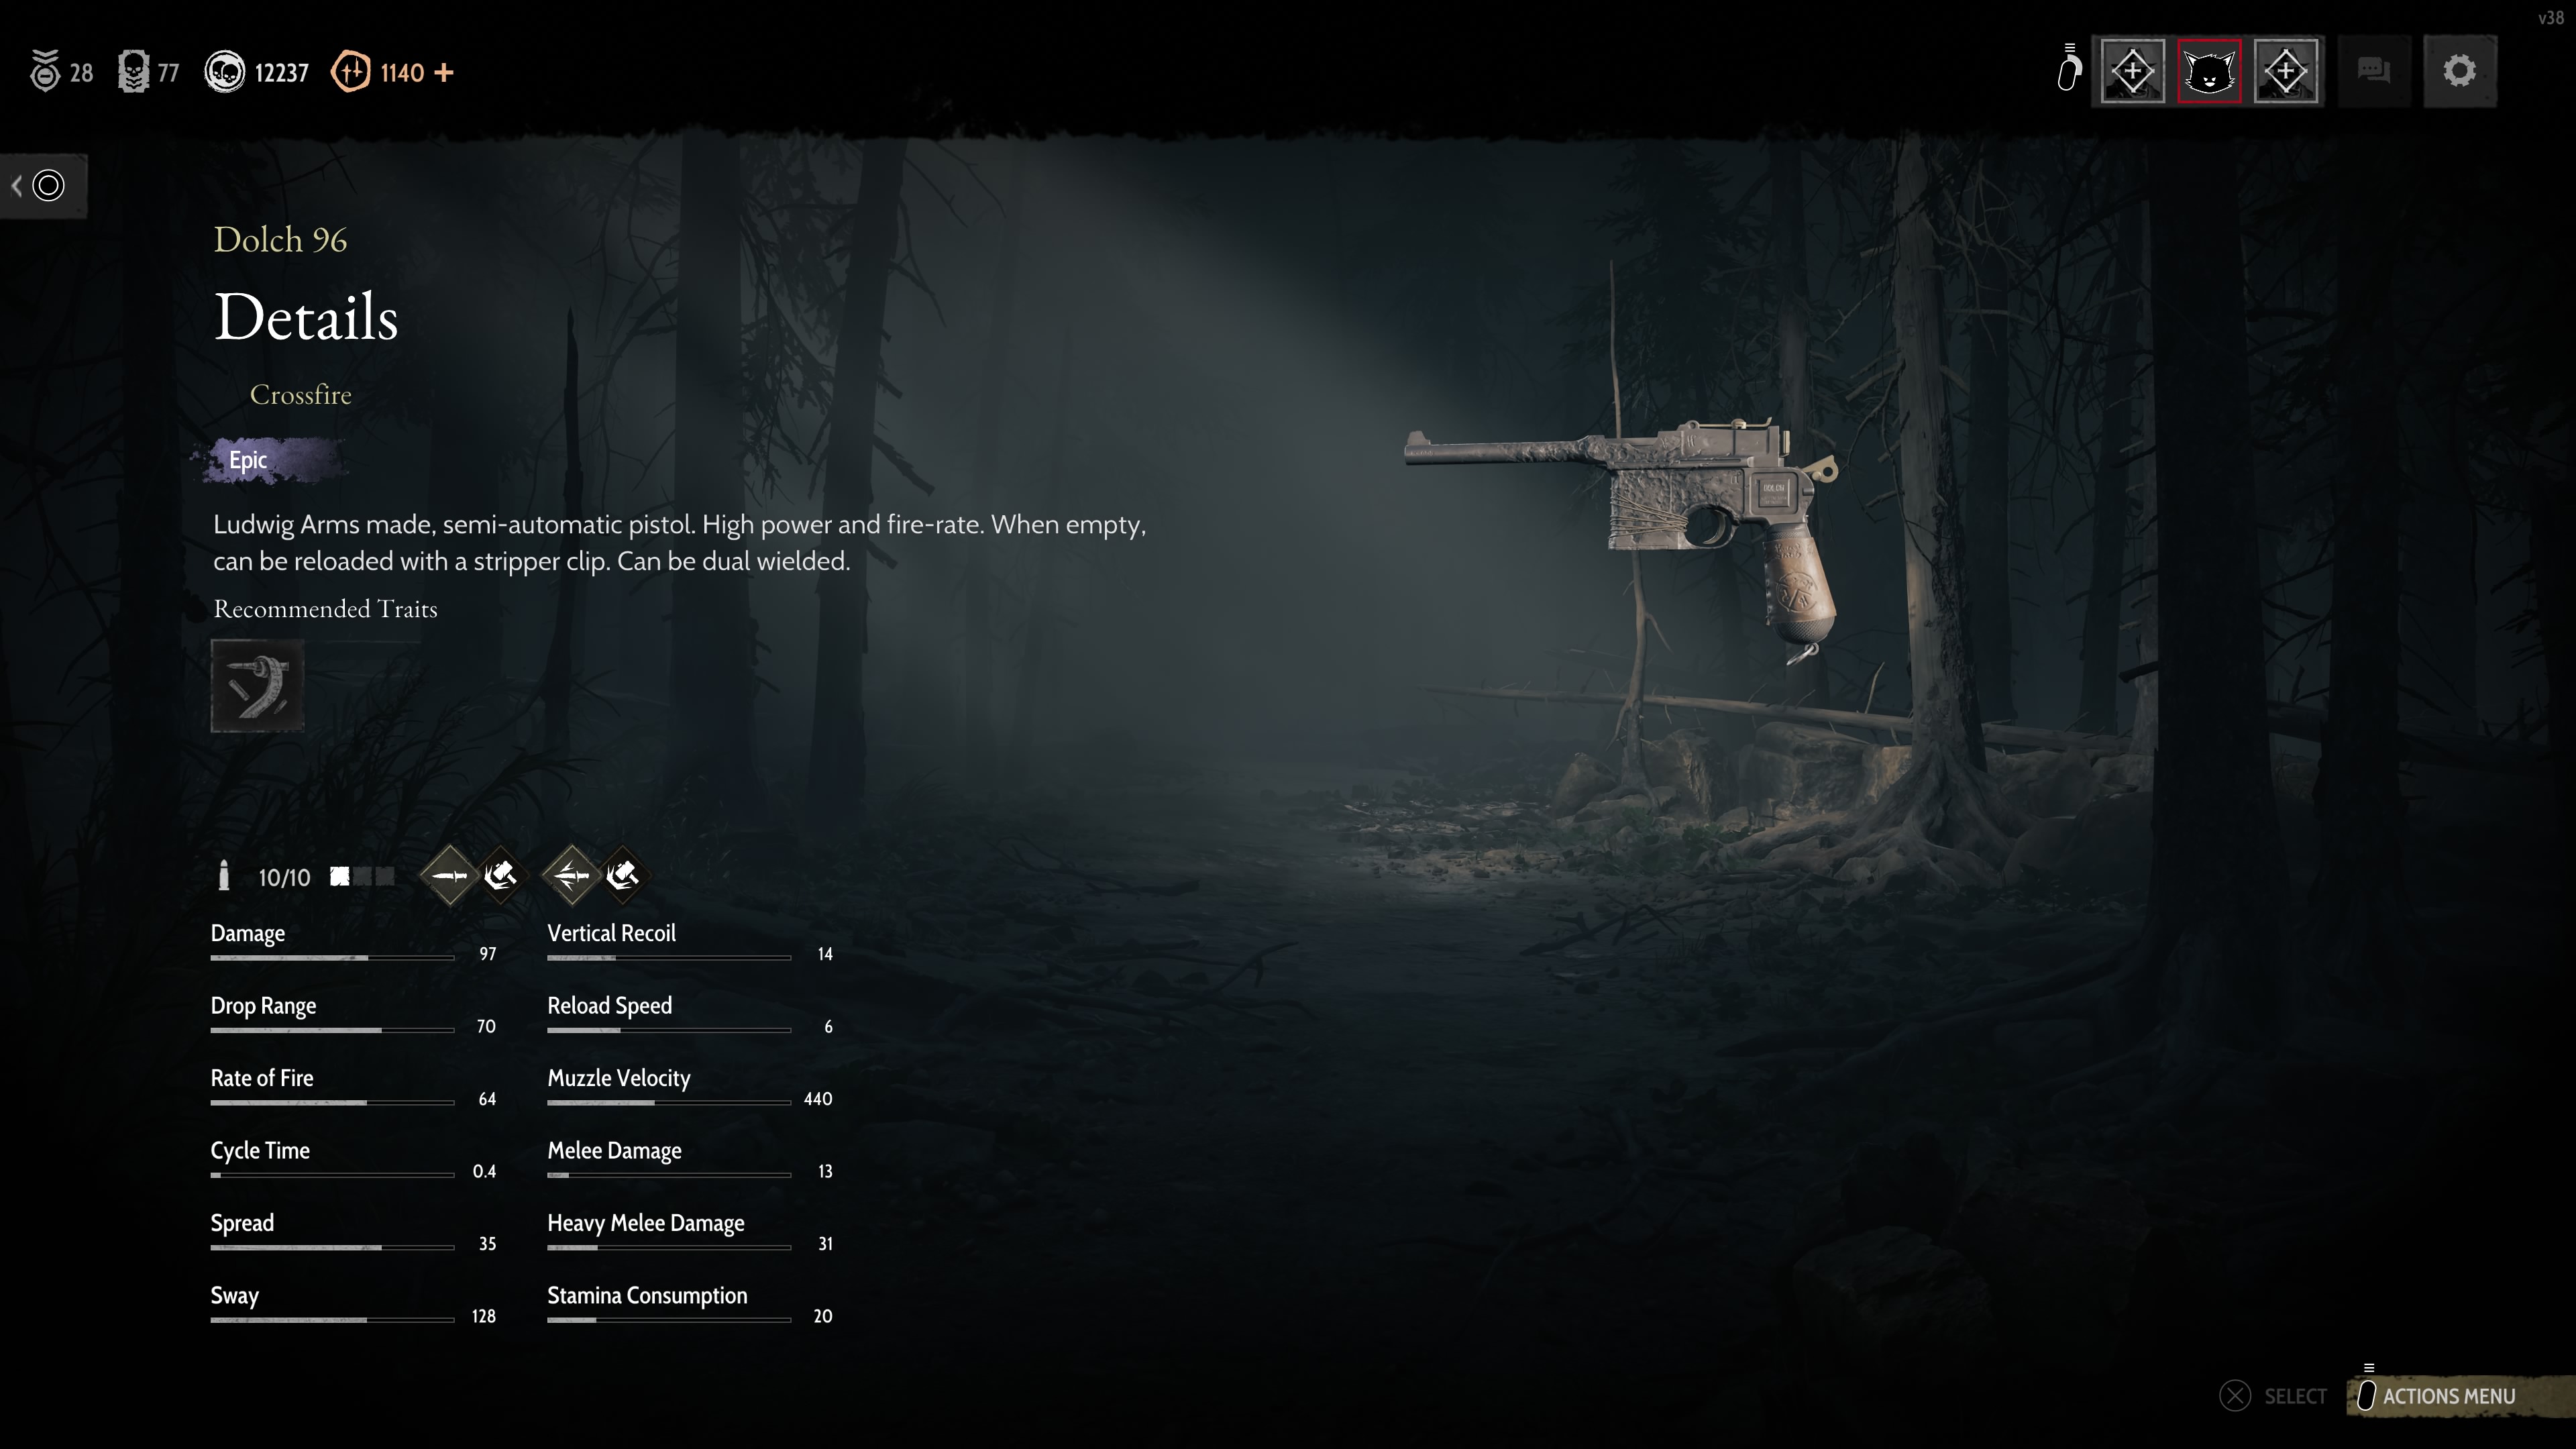 v38
28
77
12237
1140 +
Dolch 96
Details
Crossfire
Epic
Ludwig Arms made, semi-automatic pistol. High power and fire-rate. When empty,
can be reloaded with a stripper clip. Can be dual wielded.
Recommended Traits
10/10
Damage 97
Vertical Recoil 14
Drop Range 70
Reload Speed 6
Rate of Fire 64
Muzzle Velocity 440
Cycle Time 0.4
Melee Damage 13
Spread 35
Heavy Melee Damage 31
Sway 128
Stamina Consumption 20
SELECT
ACTIONS MENU